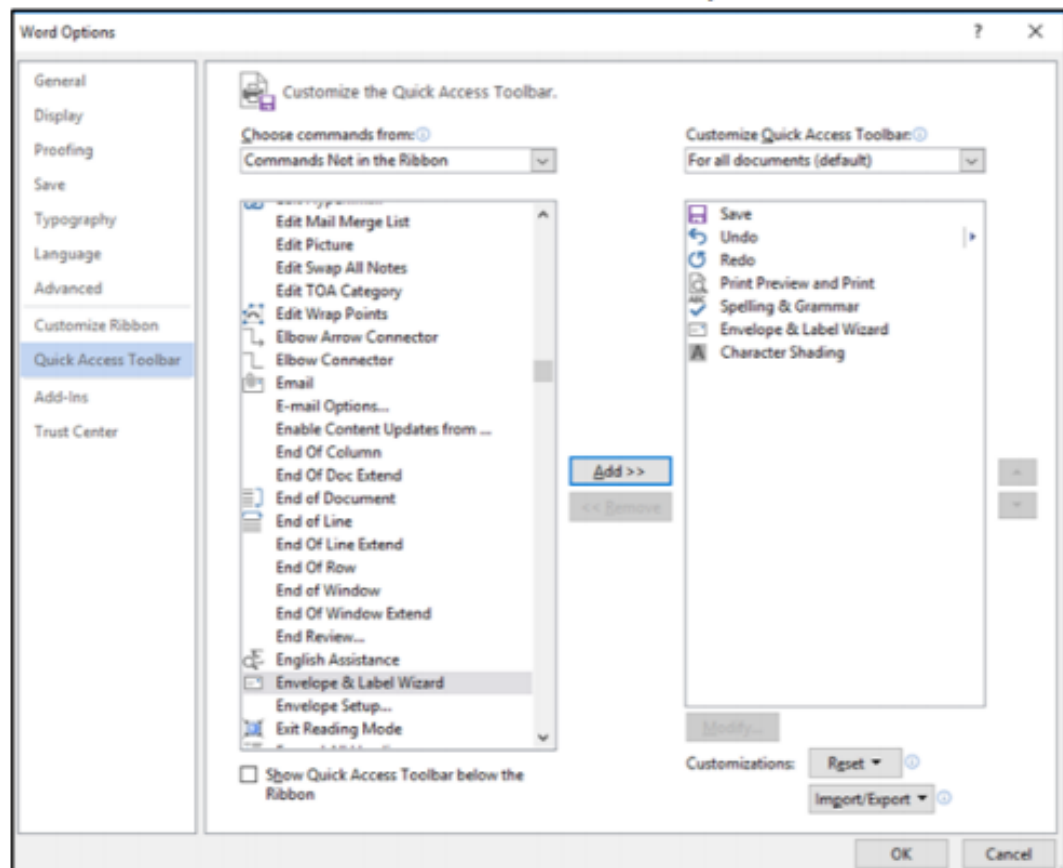 Word Options
?
General
Display
Proofing
Save
Typography
Language
Advanced
Customize Ribbon
Quick Access Toolbar
Add-Ins
Trust Center
Customize the Quick Access Toolbar.
Choose commands from:
Commands Not in the Ribbon
Edit Mail Merge List
Edit Picture
Edit Swap All Notes
Edit TOA Category
Edit Wrap Points
Elbow Arrow Connector
Elbow Connector
Email
E-mail Options...
Enable Content Updates from ...
End Of Column
End Of Doc Extend
End of Document
End of Line
End Of Line Extend
End Of Row
End of Window
End Of Window Extend
End Review...
English Assistance
Envelope & Label Wizard
Envelope Setup...
Exit Reading Mode
Show Quick Access Toolbar below the
Ribbon
Add >>
<< Remove
Customize Quick Access Toolbar:
For all documents (default)
Save
Undo
Redo
Print Preview and Print
ABC
Spelling & Grammar
Envelope & Label Wizard
A
Character Shading
Modify...
Customizations:
Reset
Import/Export
OK
Cancel